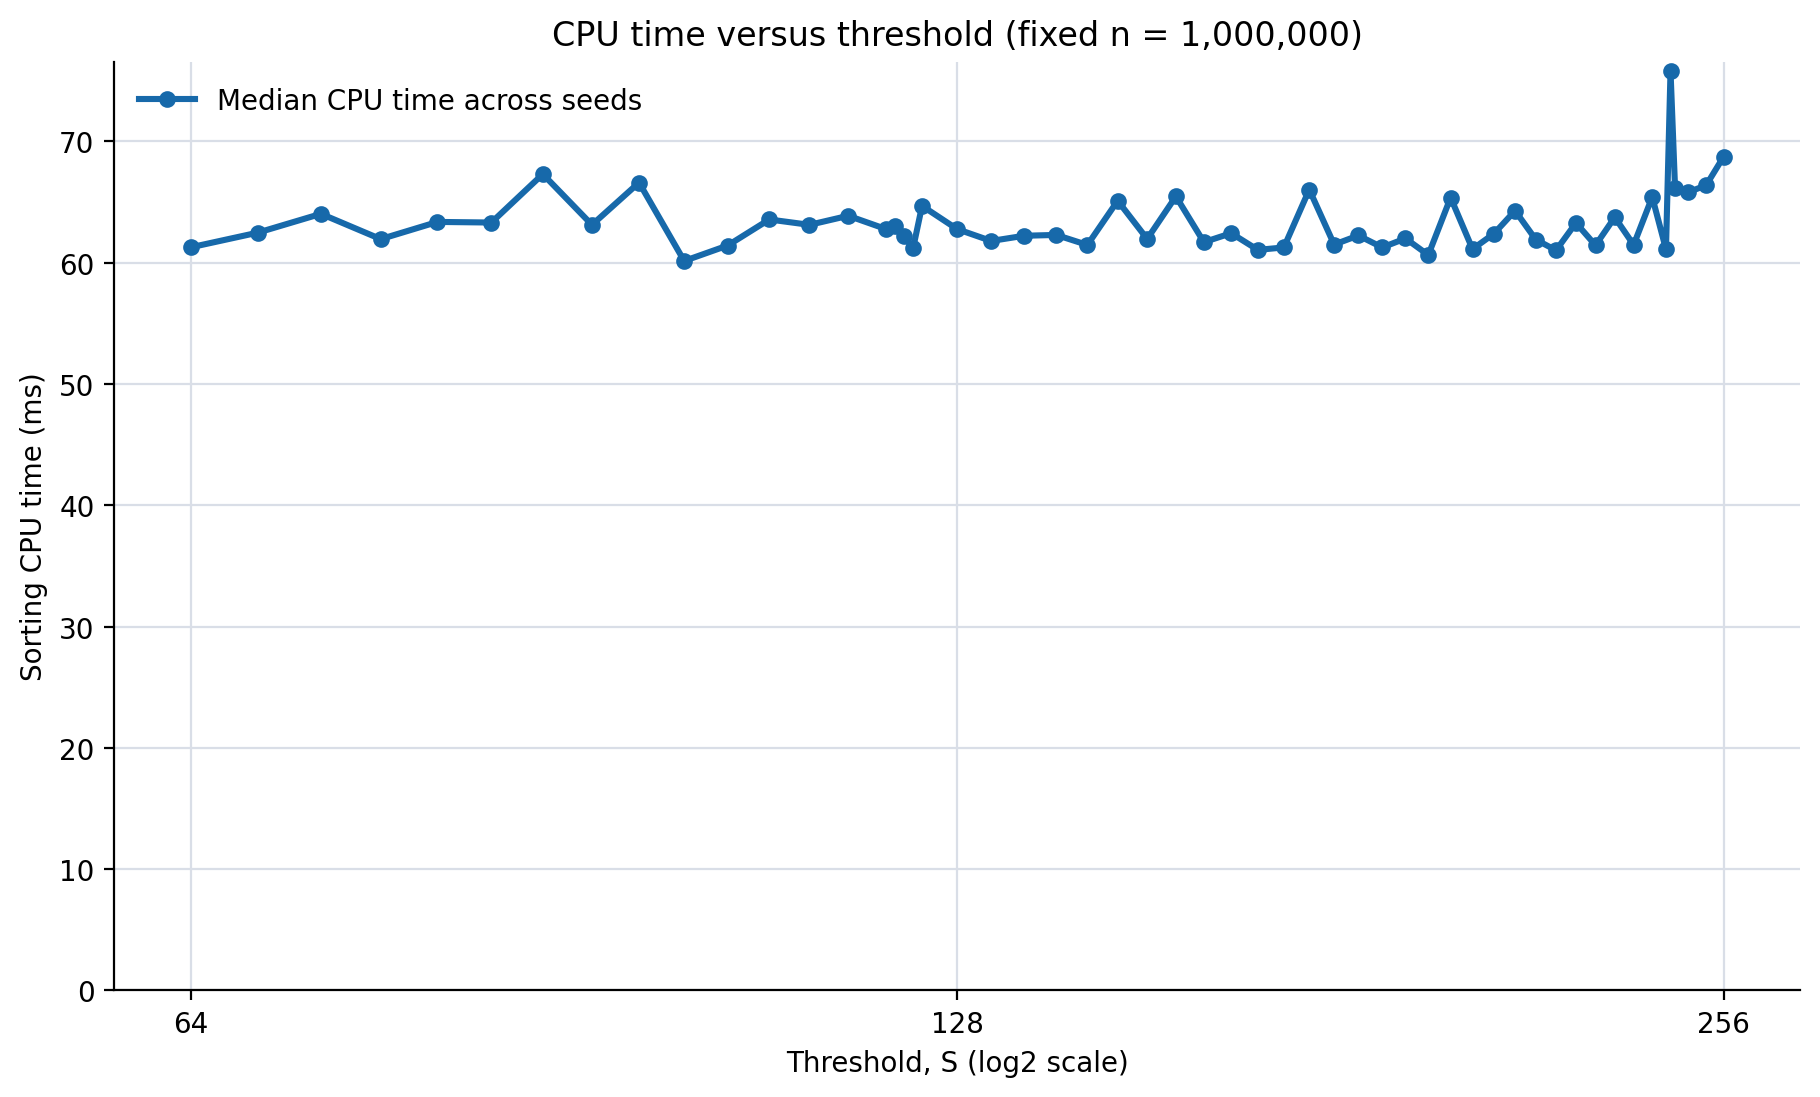 CPU time versus threshold (fixed n = 1,000,000)
Median CPU time across seeds
70
60
50
40
30
20
10
0
Sorting CPU time (ms)
64
128
256
Threshold, S (log2 scale)